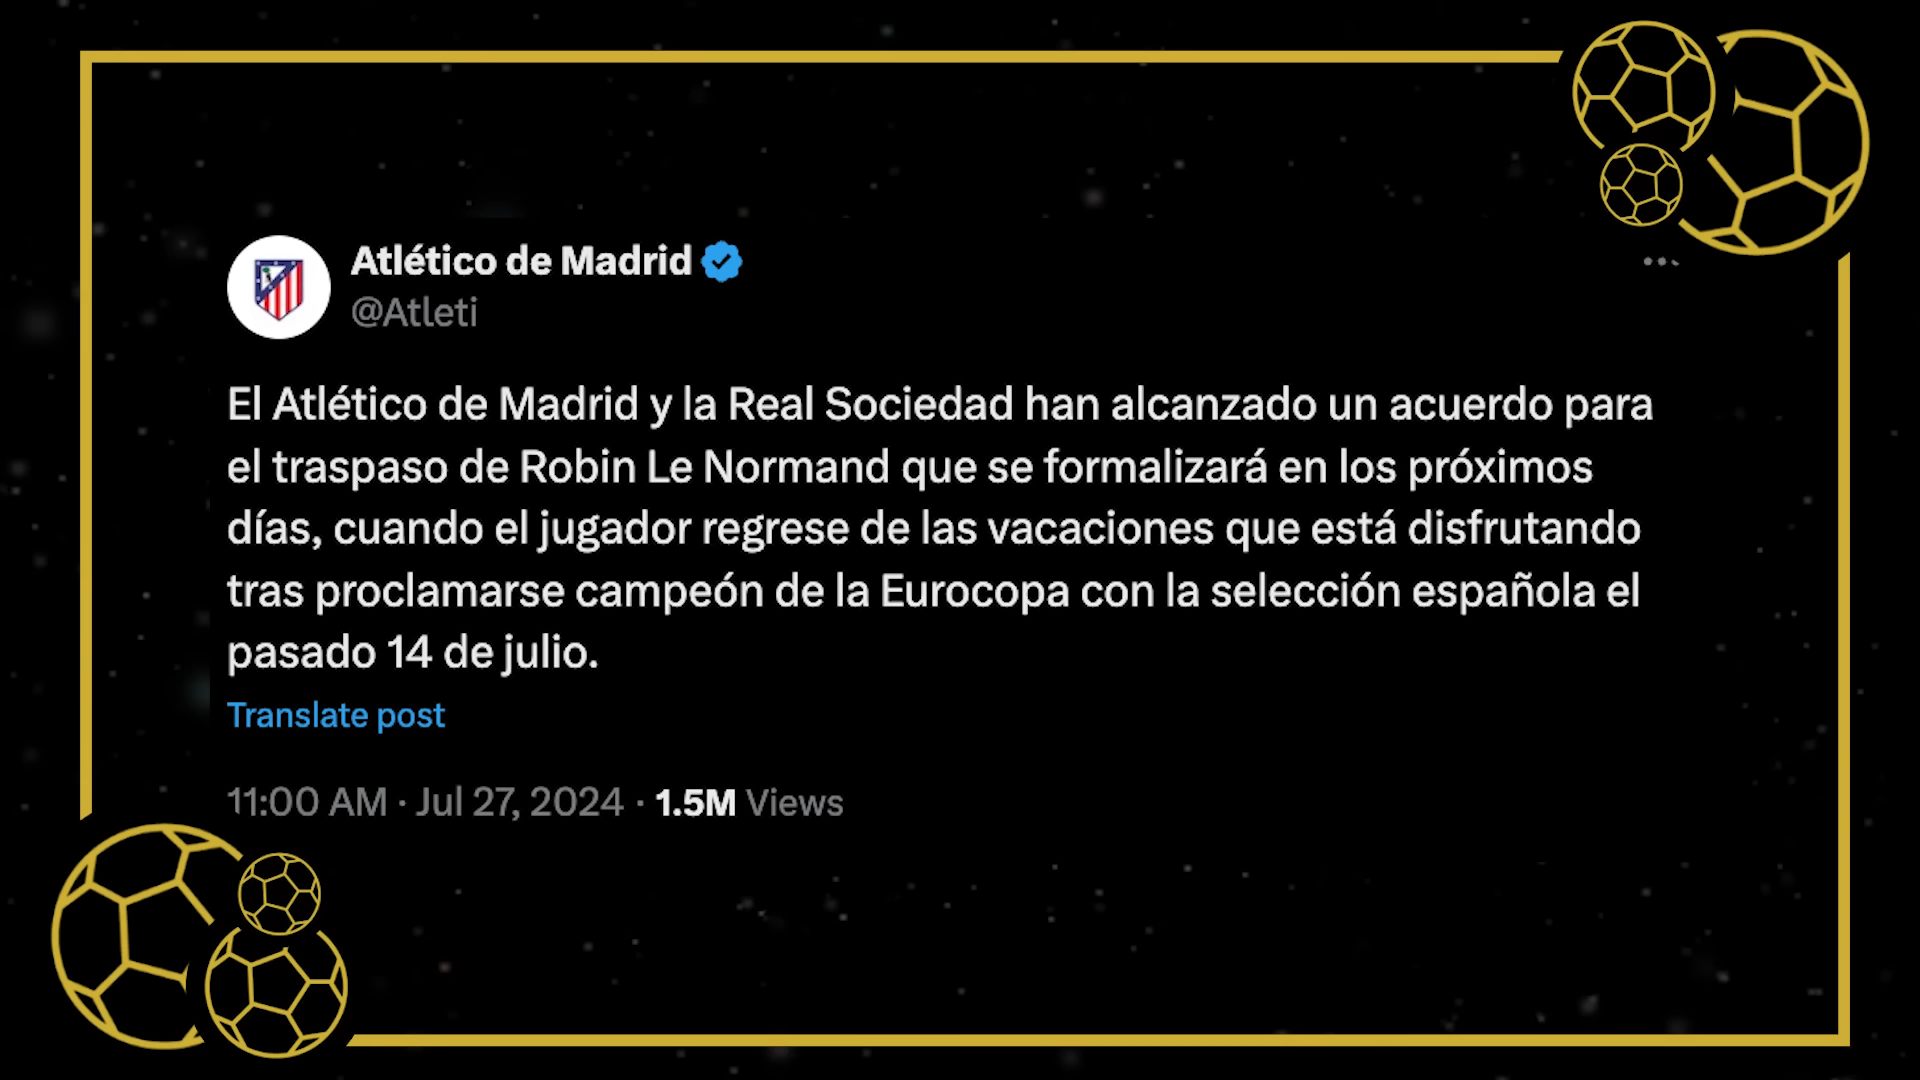 Atlético de Madrid
@Atleti
El Atlético de Madrid y la Real Sociedad han alcanzado un acuerdo para
el traspaso de Robin Le Normand que se formalizará en los próximos
días, cuando el jugador regrese de las vacaciones que está disfrutando
tras proclamarse campeón de la Eurocopa con la selección española el
pasado 14 de julio.
Translate post
11:00 AM · Jul 27, 2024 · 1.5M Views